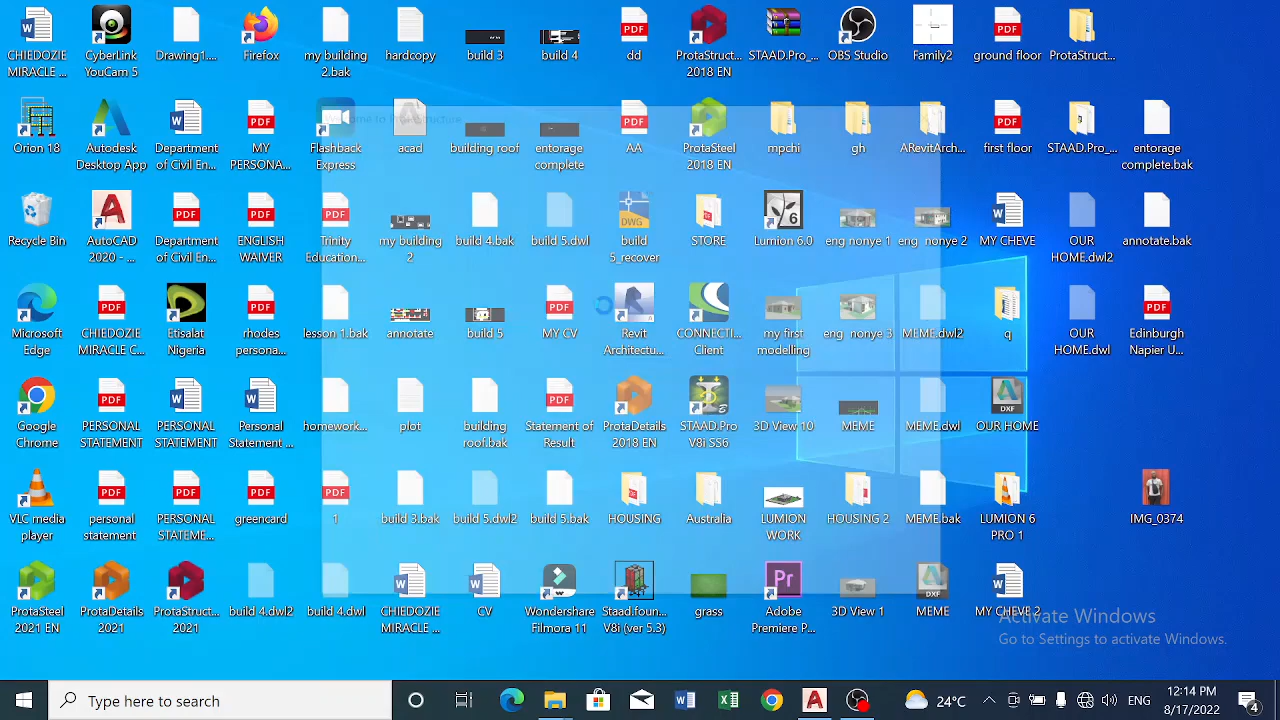 CHIEDOZIE
MIRACLE ...
CyberLink
YouCam 5
Drawing1....
Firefox
my building
2.bak
hardcopy
build 3
build 4
dd
ProtaStruct...
2018 EN
STAAD.Pro_...
OBS Studio
Family2
ground floor
ProtaStruct...
Welcome to ProtaStructure
Orion 18
Autodesk
Desktop App
Department
of Civil En...
MY
PERSONA...
Flashback
Express
acad
building roof
entorage
complete
AA
ProtaSteel
2018 EN
mpchi
gh
ARevitArch...
first floor
STAAD.Pro_...
entorage
complete.bak
Recycle Bin
AutoCAD
2020 - ...
Department
of Civil En...
ENGLISH
WAIVER
Trinity
Education...
my building
2
build 4.bak
build 5.dwl
build
5_recover
STORE
Lumion 6.0
eng nonye 1
eng nonye 2
MY CHEVE
OUR
HOME.dwl2
annotate.bak
Microsoft
Edge
CHIEDOZIE
MIRACLE C...
Etisalat
Nigeria
rhodes
persona...
lesson 1.bak
annotate
build 5
MY CV
Revit
Architectu...
CONNECTI...
Client
my first
modelling
eng nonye 3
MEME.dwl2
q
OUR
HOME.dwl
Edinburgh
Napier U...
Google
Chrome
PERSONAL
STATEMENT
PERSONAL
STATEMENT
Personal
Statement ...
homework...
plot
building
roof.bak
Statement of
Result
ProtaDetails
2018 EN
STAAD.Pro
V8i SS6
3D View 10
MEME
MEME.dwl
OUR HOME
VLC media
player
personal
statement
PERSONAL
STATEME...
greencard
1
build 3.bak
build 5.dwl2
build 5.bak
HOUSING
Australia
LUMION
WORK
HOUSING 2
MEME.bak
LUMION 6
PRO 1
IMG_0374
ProtaSteel
2021 EN
ProtaDetails
2021
ProtaStruct...
2021
build 4.dwl2
build 4.dwl
CHIEDOZIE
MIRACLE ...
CV
Wondershare
Filmora 11
Staad.foun...
V8i (ver 5.3)
grass
Adobe
Premiere P...
3D View 1
MEME
MY CHEVE 2
Activate Windows
Go to Settings to activate Windows.
Type here to search
24°C
ENG
12:14 PM
8/17/2022